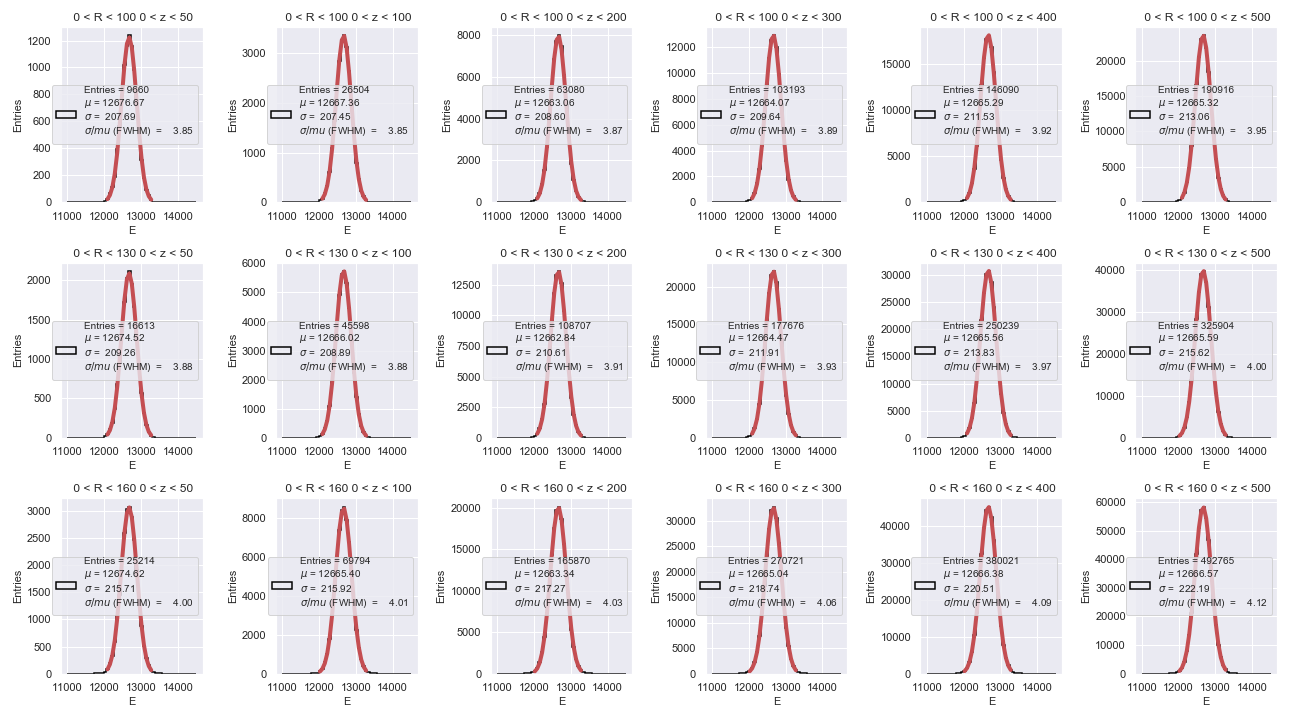 0 < R < 100 0 < z < 50
Entries
1200
1000
800
600
400
200
0
Entries = 9660
μ = 12676.67
σ = 207.69
σ/mu (FWHM) = 3.85
11000 12000 13000 14000
E
0 < R < 100 0 < z < 100
Entries
3000
2000
1000
0
Entries = 26504
μ = 12667.36
σ = 207.45
σ/mu (FWHM) = 3.85
11000 12000 13000 14000
E
0 < R < 100 0 < z < 200
Entries
8000
6000
4000
2000
0
Entries = 63080
μ = 12663.06
σ = 208.60
σ/mu (FWHM) = 3.87
11000 12000 13000 14000
E
0 < R < 100 0 < z < 300
Entries
12000
10000
8000
6000
4000
2000
0
Entries = 103193
μ = 12664.07
σ = 209.64
σ/mu (FWHM) = 3.89
11000 12000 13000 14000
E
0 < R < 100 0 < z < 400
Entries
15000
10000
5000
0
Entries = 146090
μ = 12665.29
σ = 211.53
σ/mu (FWHM) = 3.92
11000 12000 13000 14000
E
0 < R < 100 0 < z < 500
Entries
20000
15000
10000
5000
0
Entries = 190916
μ = 12665.32
σ = 213.06
σ/mu (FWHM) = 3.95
11000 12000 13000 14000
E
0 < R < 130 0 < z < 50
Entries
2000
1500
1000
500
0
Entries = 16613
μ = 12674.52
σ = 209.26
σ/mu (FWHM) = 3.88
11000 12000 13000 14000
E
0 < R < 130 0 < z < 100
Entries
6000
5000
4000
3000
2000
1000
0
Entries = 45598
μ = 12666.02
σ = 208.89
σ/mu (FWHM) = 3.88
11000 12000 13000 14000
E
0 < R < 130 0 < z < 200
Entries
12500
10000
7500
5000
2500
0
Entries = 108707
μ = 12662.84
σ = 210.61
σ/mu (FWHM) = 3.91
11000 12000 13000 14000
E
0 < R < 130 0 < z < 300
Entries
20000
15000
10000
5000
0
Entries = 177676
μ = 12664.47
σ = 211.91
σ/mu (FWHM) = 3.93
11000 12000 13000 14000
E
0 < R < 130 0 < z < 400
Entries
30000
25000
20000
15000
10000
5000
0
Entries = 250239
μ = 12665.56
σ = 213.83
σ/mu (FWHM) = 3.97
11000 12000 13000 14000
E
0 < R < 130 0 < z < 500
Entries
40000
30000
20000
10000
0
Entries = 325904
μ = 12665.59
σ = 215.62
σ/mu (FWHM) = 4.00
11000 12000 13000 14000
E
0 < R < 160 0 < z < 50
Entries
3000
2500
2000
1500
1000
500
0
Entries = 25214
μ = 12674.62
σ = 215.71
σ/mu (FWHM) = 4.00
11000 12000 13000 14000
E
0 < R < 160 0 < z < 100
Entries
8000
6000
4000
2000
0
Entries = 69794
μ = 12665.40
σ = 215.92
σ/mu (FWHM) = 4.01
11000 12000 13000 14000
E
0 < R < 160 0 < z < 200
Entries
20000
15000
10000
5000
0
Entries = 165870
μ = 12663.34
σ = 217.27
σ/mu (FWHM) = 4.03
11000 12000 13000 14000
E
0 < R < 160 0 < z < 300
Entries
30000
25000
20000
15000
10000
5000
0
Entries = 270721
μ = 12665.04
σ = 218.74
σ/mu (FWHM) = 4.06
11000 12000 13000 14000
E
0 < R < 160 0 < z < 400
Entries
40000
30000
20000
10000
0
Entries = 380021
μ = 12666.38
σ = 220.51
σ/mu (FWHM) = 4.09
11000 12000 13000 14000
E
0 < R < 160 0 < z < 500
Entries
60000
50000
40000
30000
20000
10000
0
Entries = 492765
μ = 12666.57
σ = 222.19
σ/mu (FWHM) = 4.12
11000 12000 13000 14000
E